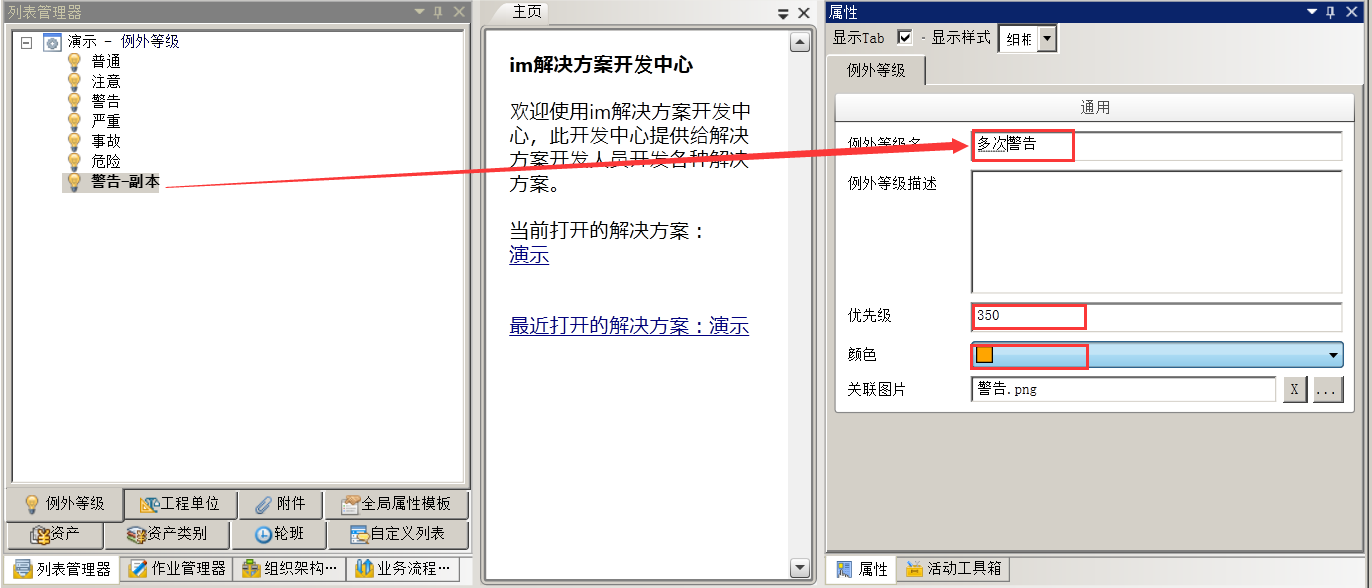 列表管理器
演示 - 例外等级
普通
注意
警告
严重
事故
危险
警告-副本
例外等级
工程单位
附件
全局属性模板
资产
资产类别
轮班
自定义列表
列表管理器
作业管理器
组织架构…
业务流程…
主页
im解决方案开发中心
欢迎使用im解决方案开发中
心，此开发中心提供给解决
方案开发人员开发各种解决
方案。
当前打开的解决方案：
演示
最近打开的解决方案：演示
属性
显示Tab - 显示样式 细框
例外等级
通用
例外等级名 多次警告
例外等级描述
优先级 350
颜色
关联图片 警告.png X ...
属性
活动工具箱